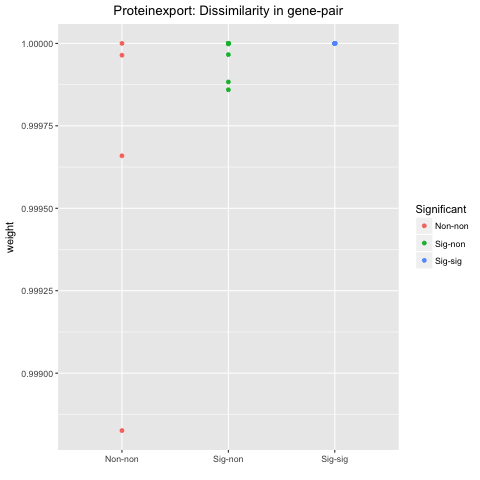 Proteinexport: Dissimilarity in gene-pair
1.00000
0.99975
0.99950
0.99925
0.99900
weight
Non-non
Sig-non
Sig-sig
Significant
Non-non
Sig-non
Sig-sig